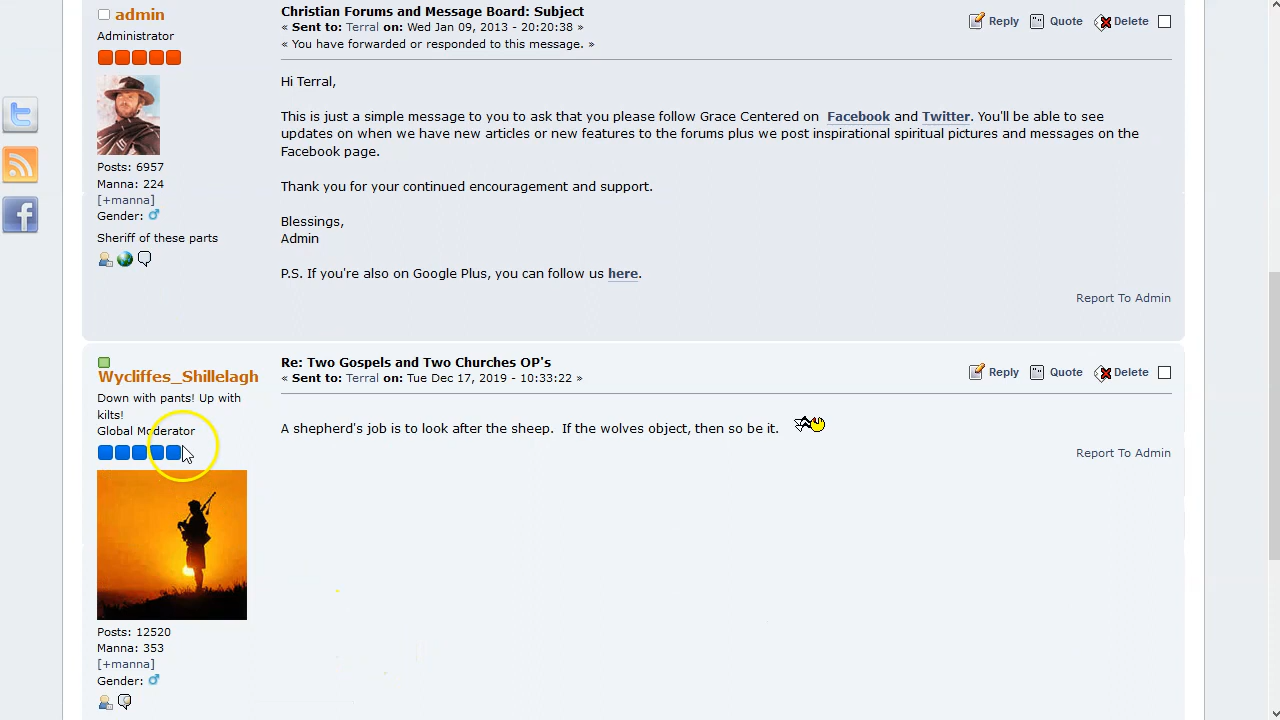 admin
Administrator
Posts: 6957
Manna: 224
[+manna]
Gender:
Sheriff of these parts
Christian Forums and Message Board: Subject
« Sent to: Terral on: Wed Jan 09, 2013 - 20:20:38 »
« You have forwarded or responded to this message. »
Reply Quote Delete
Hi Terral,
This is just a simple message to you to ask that you please follow Grace Centered on Facebook and Twitter. You'll be able to see
updates on when we have new articles or new features to the forums plus we post inspirational spiritual pictures and messages on the
Facebook page.
Thank you for your continued encouragement and support.
Blessings,
Admin
P.S. If you're also on Google Plus, you can follow us here.
Report To Admin
Wycliffes_Shillelagh
Down with pants! Up with
kilts!
Global Moderator
Posts: 12520
Manna: 353
[+manna]
Gender:
Re: Two Gospels and Two Churches OP's
« Sent to: Terral on: Tue Dec 17, 2019 - 10:33:22 »
Reply Quote Delete
A shepherd's job is to look after the sheep. If the wolves object, then so be it.
Report To Admin